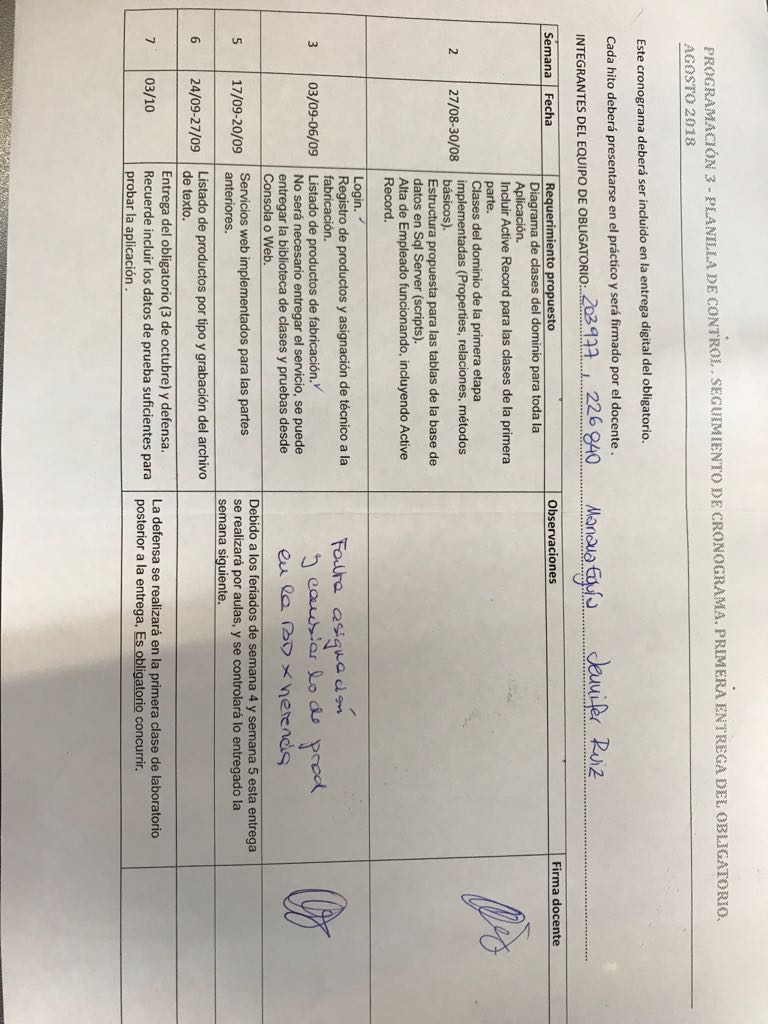 PROGRAMACIÓN 3 - PLANILLA DE CONTROL. SEGUIMIENTO DE CRONOGRAMA. PRIMERA ENTREGA DEL OBLIGATORIO.
AGOSTO 2018
Este cronograma deberá ser incluido en la entrega digital del obligatorio.
Cada hito deberá presentarse en el práctico y será firmado por el docente .
INTEGRANTES DEL EQUIPO DE OBLIGATORIO: 203977 , 226840 Jennifer Ruiz
Semana Fecha Requerimiento propuesto Observaciones Firma docente
2 27/08-30/08
Diagrama de clases del dominio para toda la
Aplicación.
Incluir Active Record para las clases de la primera
parte.
Clases del dominio de la primera etapa
implementadas (Properties, relaciones, métodos
básicos).
Estructura propuesta para las tablas de la base de
datos en Sql Server (scripts).
Alta de Empleado funcionando, incluyendo Active
Record.
3 03/09-06/09
Login. ✓
Registro de productos y asignación de técnico a la
fabricación.
Listado de productos de fabricación. ✓
No será necesario entregar el servicio, se puede
entregar la biblioteca de clases y pruebas desde
Consola o Web.
Falta asignación
y cambiar lo de prod
en la BD x herencia
5 17/09-20/09
Servicios web implementados para las partes
anteriores.
Debido a los feriados de semana 4 y semana 5 esta entrega
se realizará por aulas, y se controlará lo entregado la
semana siguiente.
6 24/09-27/09
Listado de productos por tipo y grabación del archivo
de texto.
7 03/10
Entrega del obligatorio (3 de octubre) y defensa.
Recuerde incluir los datos de prueba suficientes para
probar la aplicación .
La defensa se realizará en la primera clase de laboratorio
posterior a la entrega, Es obligatorio concurrir.